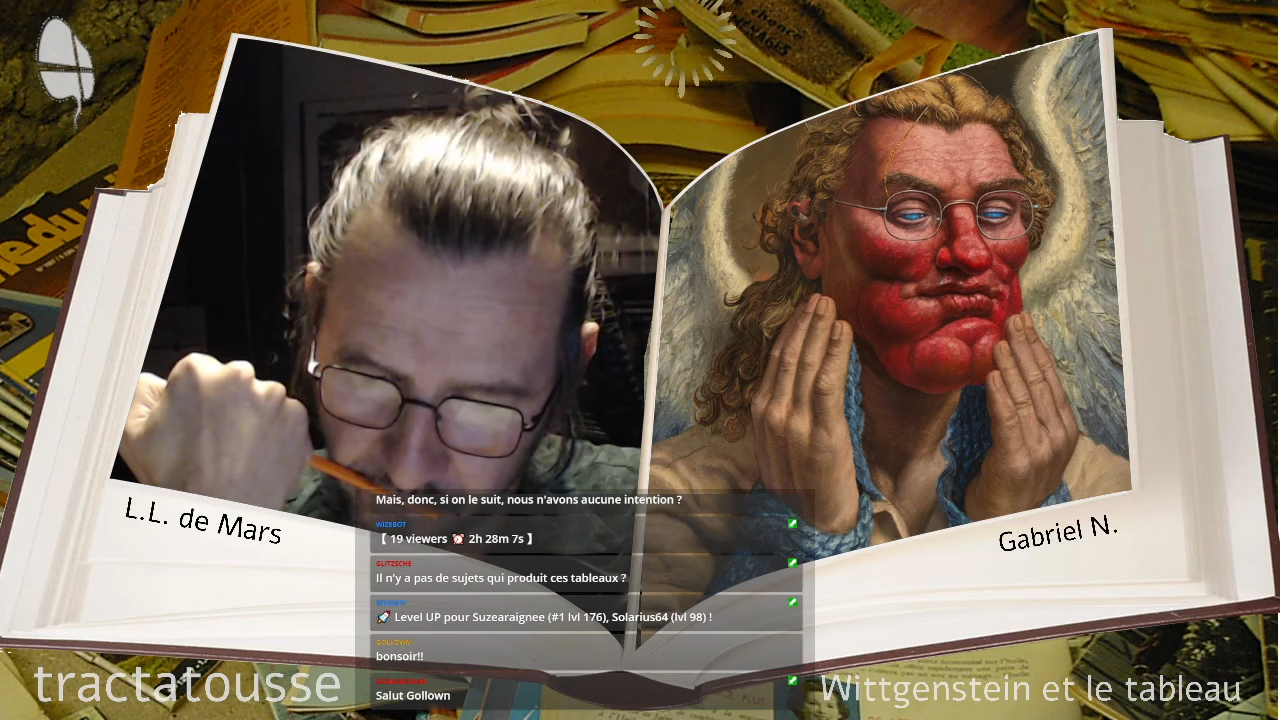 L.L. de Mars
Gabriel N.
Mais, donc, si on le suit, nous n'avons aucune intention ?
WIZEBOT
【 19 viewers ⏰ 2h 28m 7s 】
GLITZSCHE
Il n'y a pas de sujets qui produit ces tableaux ?
🚀 Level UP pour Suzearaignee (#1 lvl 176), Solarius64 (lvl 98) !
GOLLOWN
bonsoir!!
Salut Gollown
tractatousse
Wittgenstein et le tableau